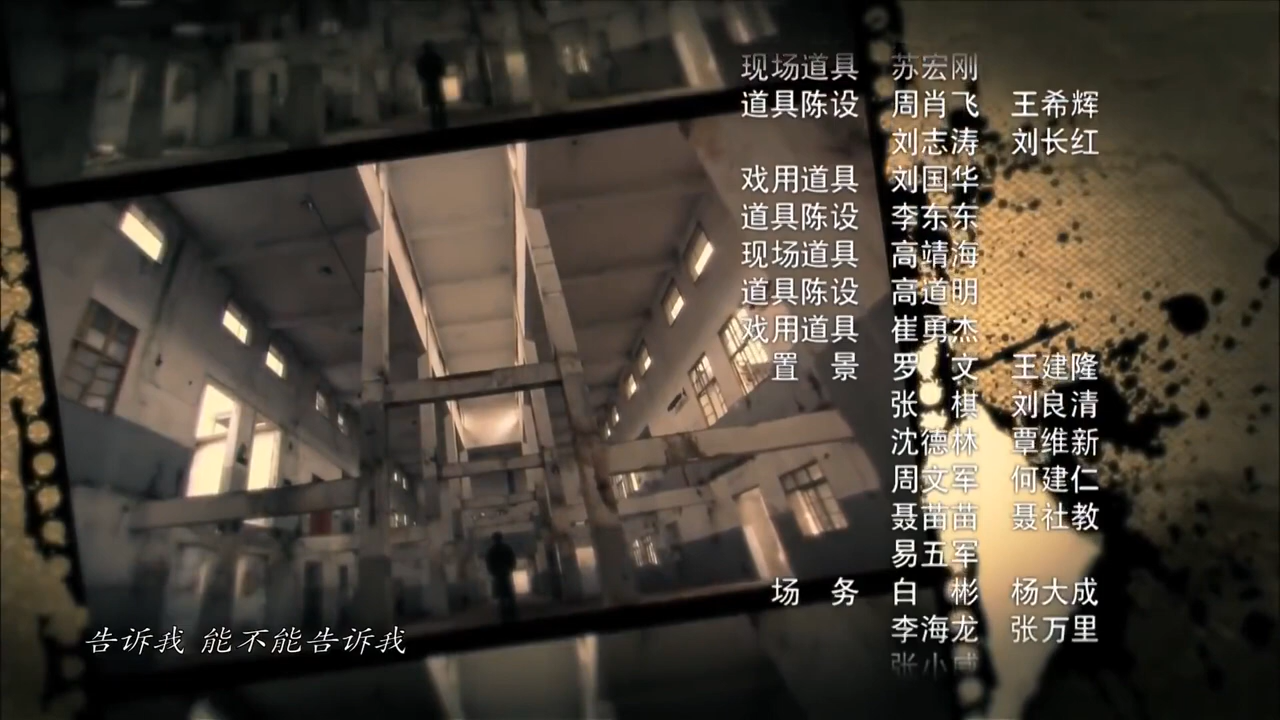 现场道具 苏宏刚
道具陈设 周肖飞 王希辉
刘志涛 刘长红
戏用道具 刘国华
道具陈设 李东东
现场道具 高靖海
道具陈设 高道明
戏用道具 崔勇杰
置 景 罗 文 王建隆
张 棋 刘良清
沈德林 覃维新
周文军 何建仁
聂苗苗 聂社教
易五军
场 务 白 彬 杨大成
李海龙 张万里
张小
告诉我 能不能告诉我